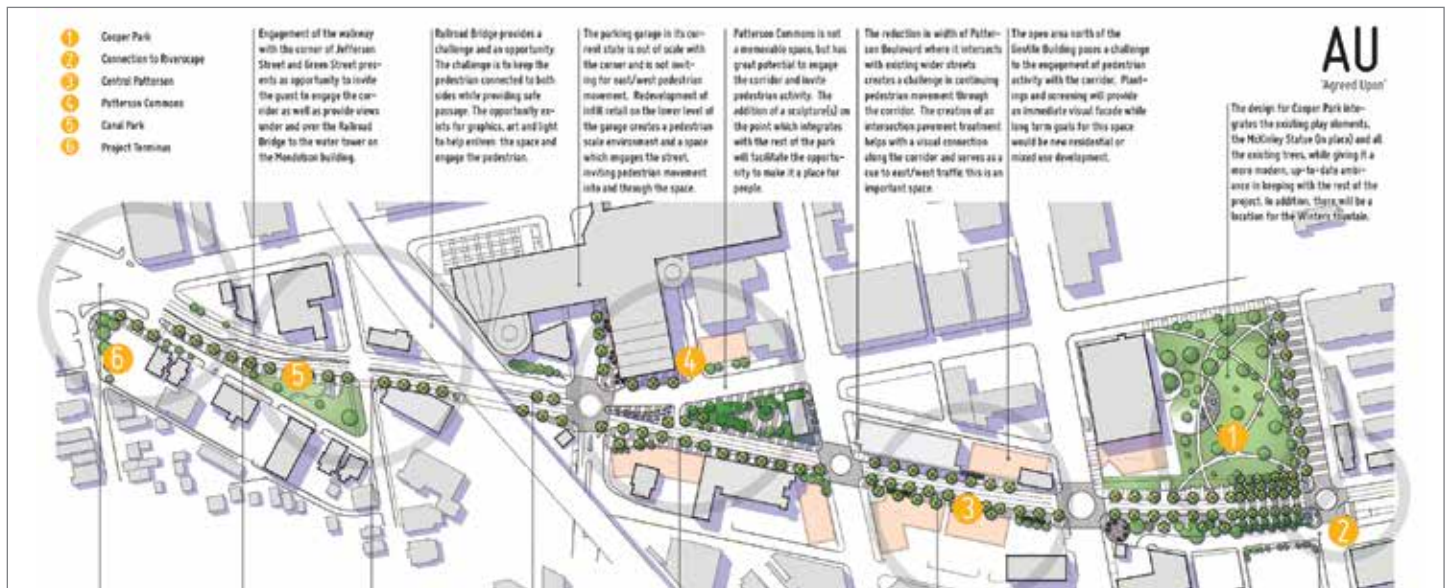 1 Cooper Park
2 Connection to Riverscape
3 Central Patterson
4 Patterson Commons
5 Canal Park
6 Project Terminus
Engagement of the walkway
with the corner of Jefferson
Street and Green Street pres-
ents as opportunity to invite
the guest to engage the cor-
ridor as well as provide views
under and over the Railroad
Bridge to the water tower on
the Mendelson building.
Railroad Bridge provides a
challenge and an opportunity.
The challenge is to keep the
pedestrian connected to both
sides while providing safe
passage. The opportunity ex-
ists for graphics, art and light
to help enliven the space and
engage the pedestrian.
The parking garage in its cur-
rent state is out of scale with
the corner and is not invit-
ing for east/west pedestrian
movement. Redevelopment of
infill retail on the lower level of
the garage creates a pedestrian
scale environment and a space
which engages the street,
inviting pedestrian movement
into and through the space.
Patterson Commons is not
a memorable space, but has
great potential to engage
the corridor and invite
pedestrian activity. The
addition of a sculpture(s) on
the point which integrates
with the rest of the park
will facilitate the opportu-
nity to make it a place for
people.
The reduction in width of Patter-
son Boulevard where it intersects
with existing wider streets
creates a challenge in continuing
pedestrian movement through
the corridor. The creation of an
intersection pavement treatment
helps with a visual connection
along the corridor and serves as a
cue to east/west traffic this is an
important space.
The open area north of the
Gentile Building poses a challenge
to the engagement of pedestrian
activity with the corridor. Plant-
ings and screening will provide
an immediate visual facade while
long term goals for this space
would be new residential or
mixed use development.
AU
'Agreed Upon'
The design for Cooper Park inte-
grates the existing play elements,
the McKinley Statue (in place) and all
the existing trees, while giving it a
more modern, up-to-date ambi-
ance in keeping with the rest of the
project. In addition, there will be a
location for the Winters fountain.
6
5
4
3
1
2